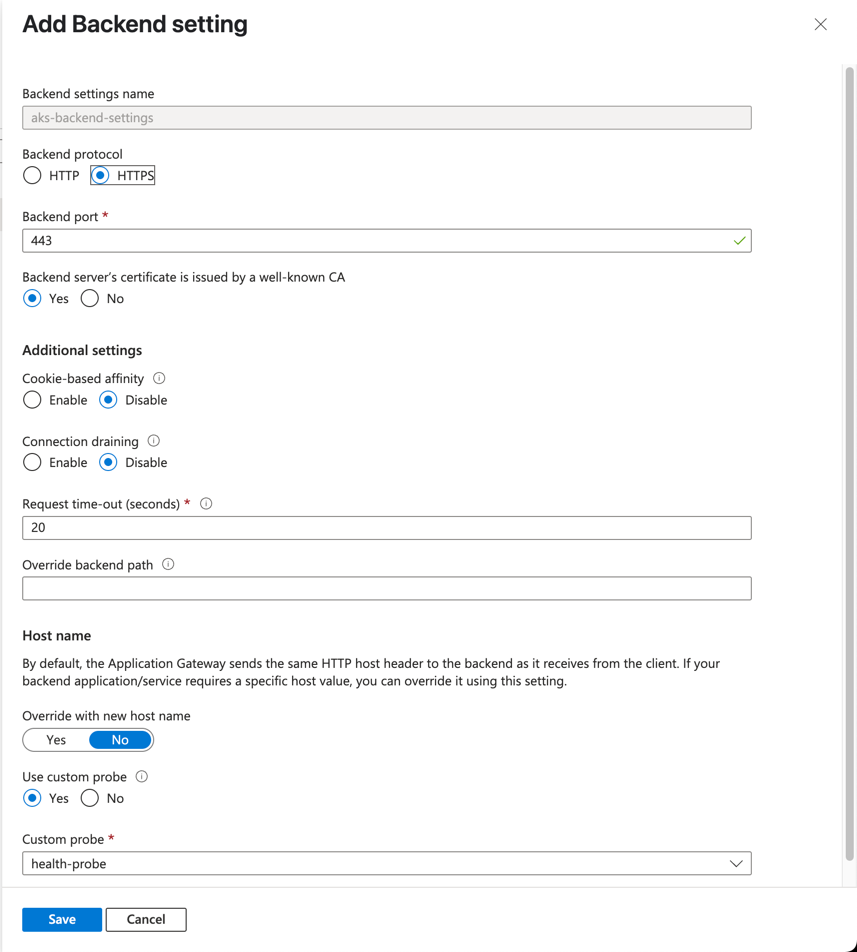 Add Backend setting
Backend settings name
aks-backend-settings
Backend protocol
HTTP HTTPS
Backend port *
443
Backend server's certificate is issued by a well-known CA
Yes No
Additional settings
Cookie-based affinity
Enable Disable
Connection draining
Enable Disable
Request time-out (seconds) *
20
Override backend path
Host name
By default, the Application Gateway sends the same HTTP host header to the backend as it receives from the client. If your
backend application/service requires a specific host value, you can override it using this setting.
Override with new host name
Yes No
Use custom probe
Yes No
Custom probe *
health-probe
Save Cancel